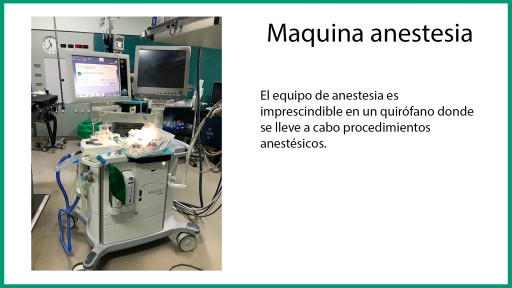 Maquina anestesia
El equipo de anestesia es
imprescindible en un quirófano donde
se lleve a cabo procedimientos
anestésicos.